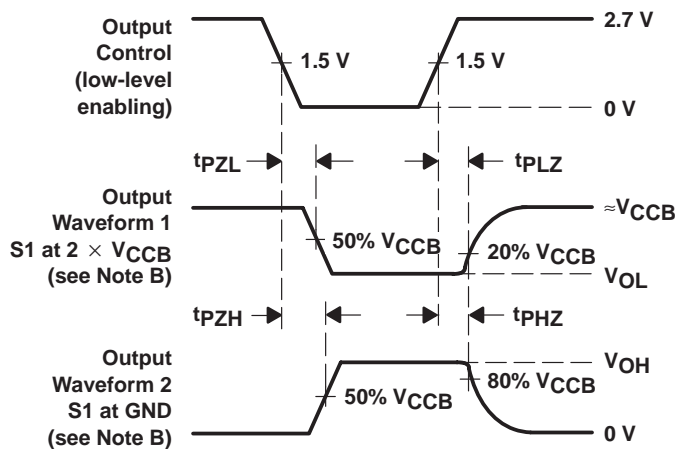 Output
Control
(low-level
enabling)
2.7 V
1.5 V
1.5 V
0 V
tPZL
tPLZ
Output
Waveform 1
S1 at 2 × VCCB
(see Note B)
≈VCCB
50% VCCB
20% VCCB
VOL
tPZH
tPHZ
Output
Waveform 2
S1 at GND
(see Note B)
VOH
50% VCCB
80% VCCB
0 V